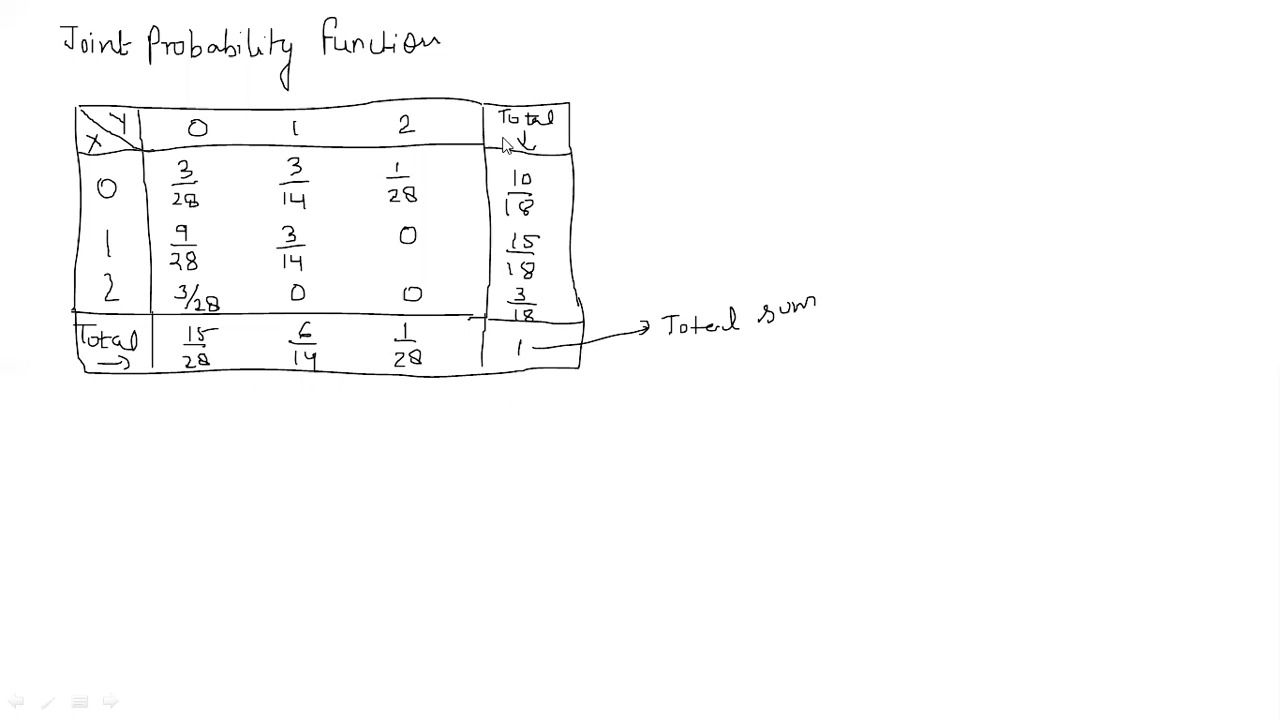 Joint Probability Function
X Y 0 1 2 Total ↓
0 3/28 3/14 1/28 10/18
1 9/28 3/14 0 15/18
2 3/28 0 0 3/18
Total → 15/28 6/14 1/28 1 → Total sum